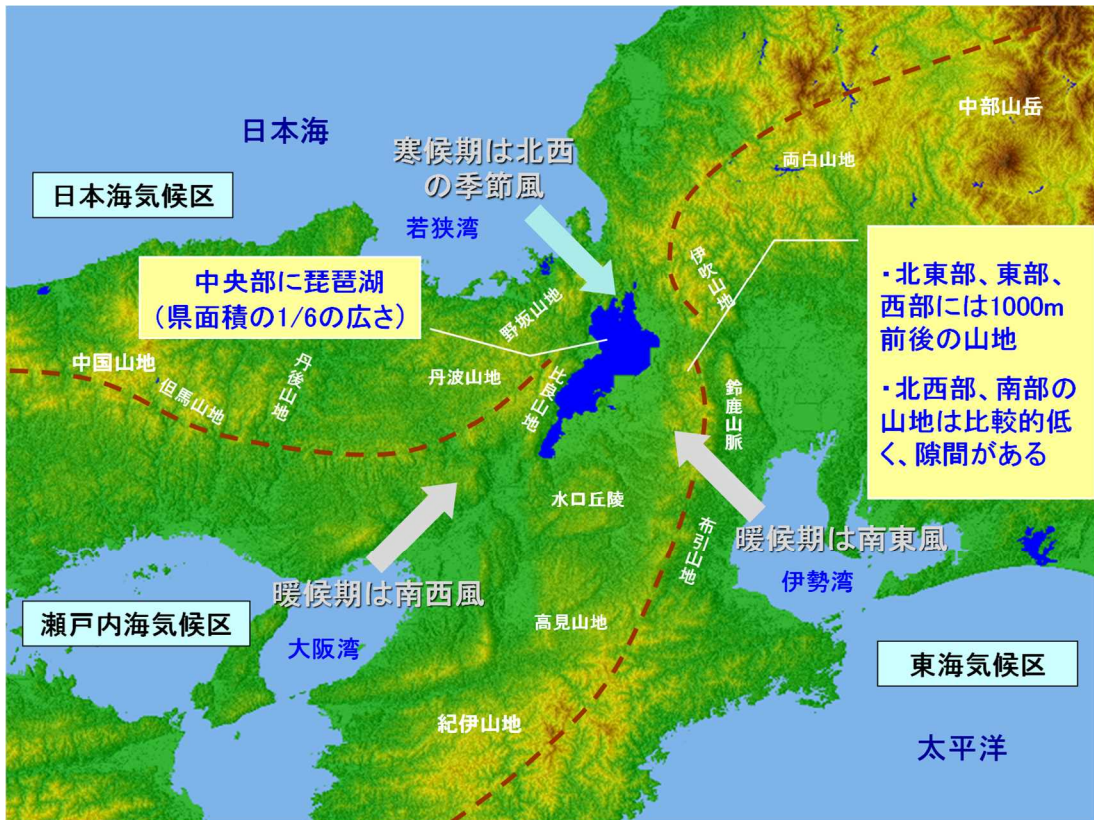 日本海
中部山岳
寒候期は北西
の季節風
両白山地
日本海気候区
若狭湾
中央部に琵琶湖
（県面積の1/6の広さ）
伊吹山地
・北東部、東部、
西部には1000m
前後の山地
・北西部、南部の
山地は比較的低
く、隙間がある
野坂山地
中国山地
但馬山地
丹後山地
丹波山地
比良山地
鈴鹿山脈
水口丘陵
布引山地
暖候期は南東風
伊勢湾
暖候期は南西風
瀬戸内海気候区
大阪湾
高見山地
東海気候区
紀伊山地
太平洋